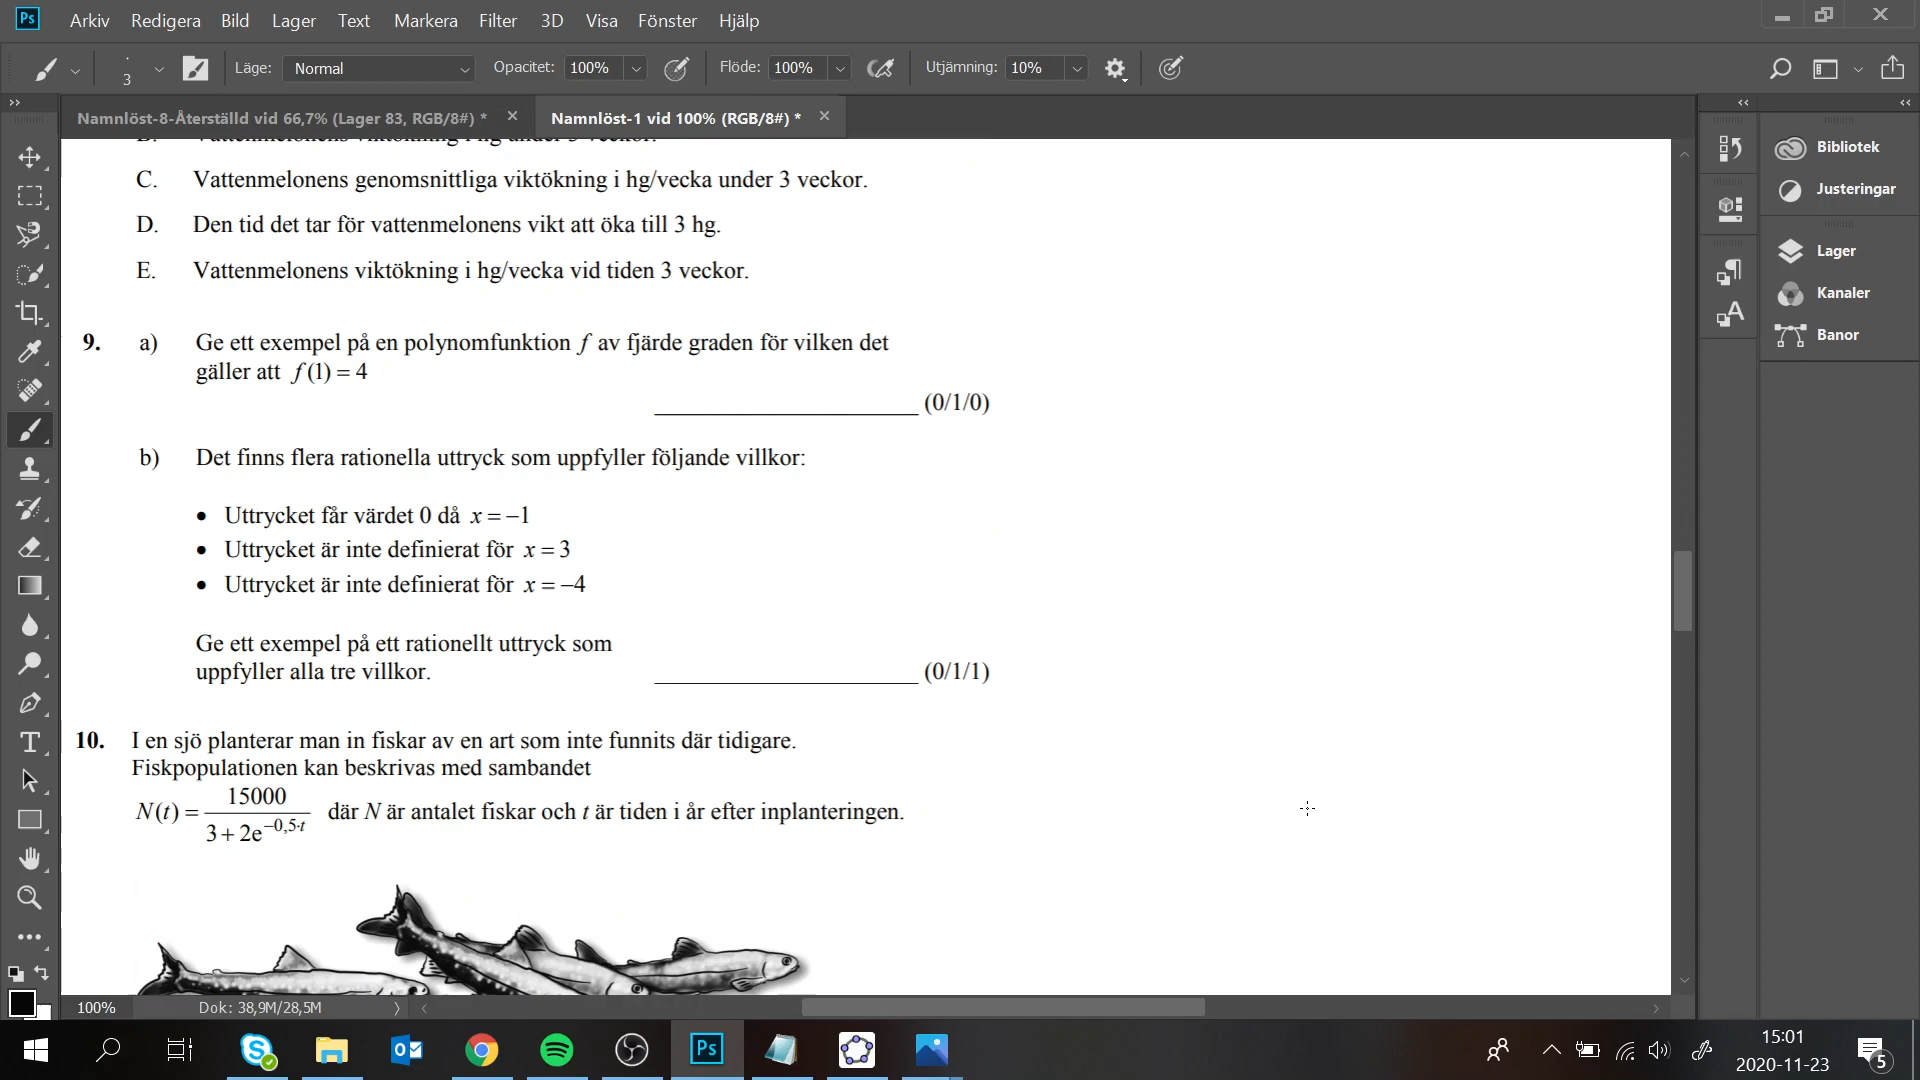 Ps Arkiv Redigera Bild Lager Text Markera Filter 3D Visa Fönster Hjälp
3 Läge: Normal Opacitet: 100% Flöde: 100% Utjämning: 10%
Namnlöst-8-Återställd vid 66,7% (Lager 83, RGB/8#) * Namnlöst-1 vid 100% (RGB/8#) *
C. Vattenmelonens genomsnittliga viktökning i hg/vecka under 3 veckor.
D. Den tid det tar för vattenmelonens vikt att öka till 3 hg.
E. Vattenmelonens viktökning i hg/vecka vid tiden 3 veckor.
9. a) Ge ett exempel på en polynomfunktion f av fjärde graden för vilken det
gäller att f(1) = 4
(0/1/0)
b) Det finns flera rationella uttryck som uppfyller följande villkor:
• Uttrycket får värdet 0 då x = −1
• Uttrycket är inte definierat för x = 3
• Uttrycket är inte definierat för x = −4
Ge ett exempel på ett rationellt uttryck som
uppfyller alla tre villkor. (0/1/1)
10. I en sjö planterar man in fiskar av en art som inte funnits där tidigare.
Fiskpopulationen kan beskrivas med sambandet
N(t) = 15000 / (3 + 2e^(−0,5·t)) där N är antalet fiskar och t är tiden i år efter inplanteringen.
Bibliotek
Justeringar
Lager
Kanaler
Banor
100% Dok: 38,9M/28,5M
Ps
15:01
2020-11-23
5